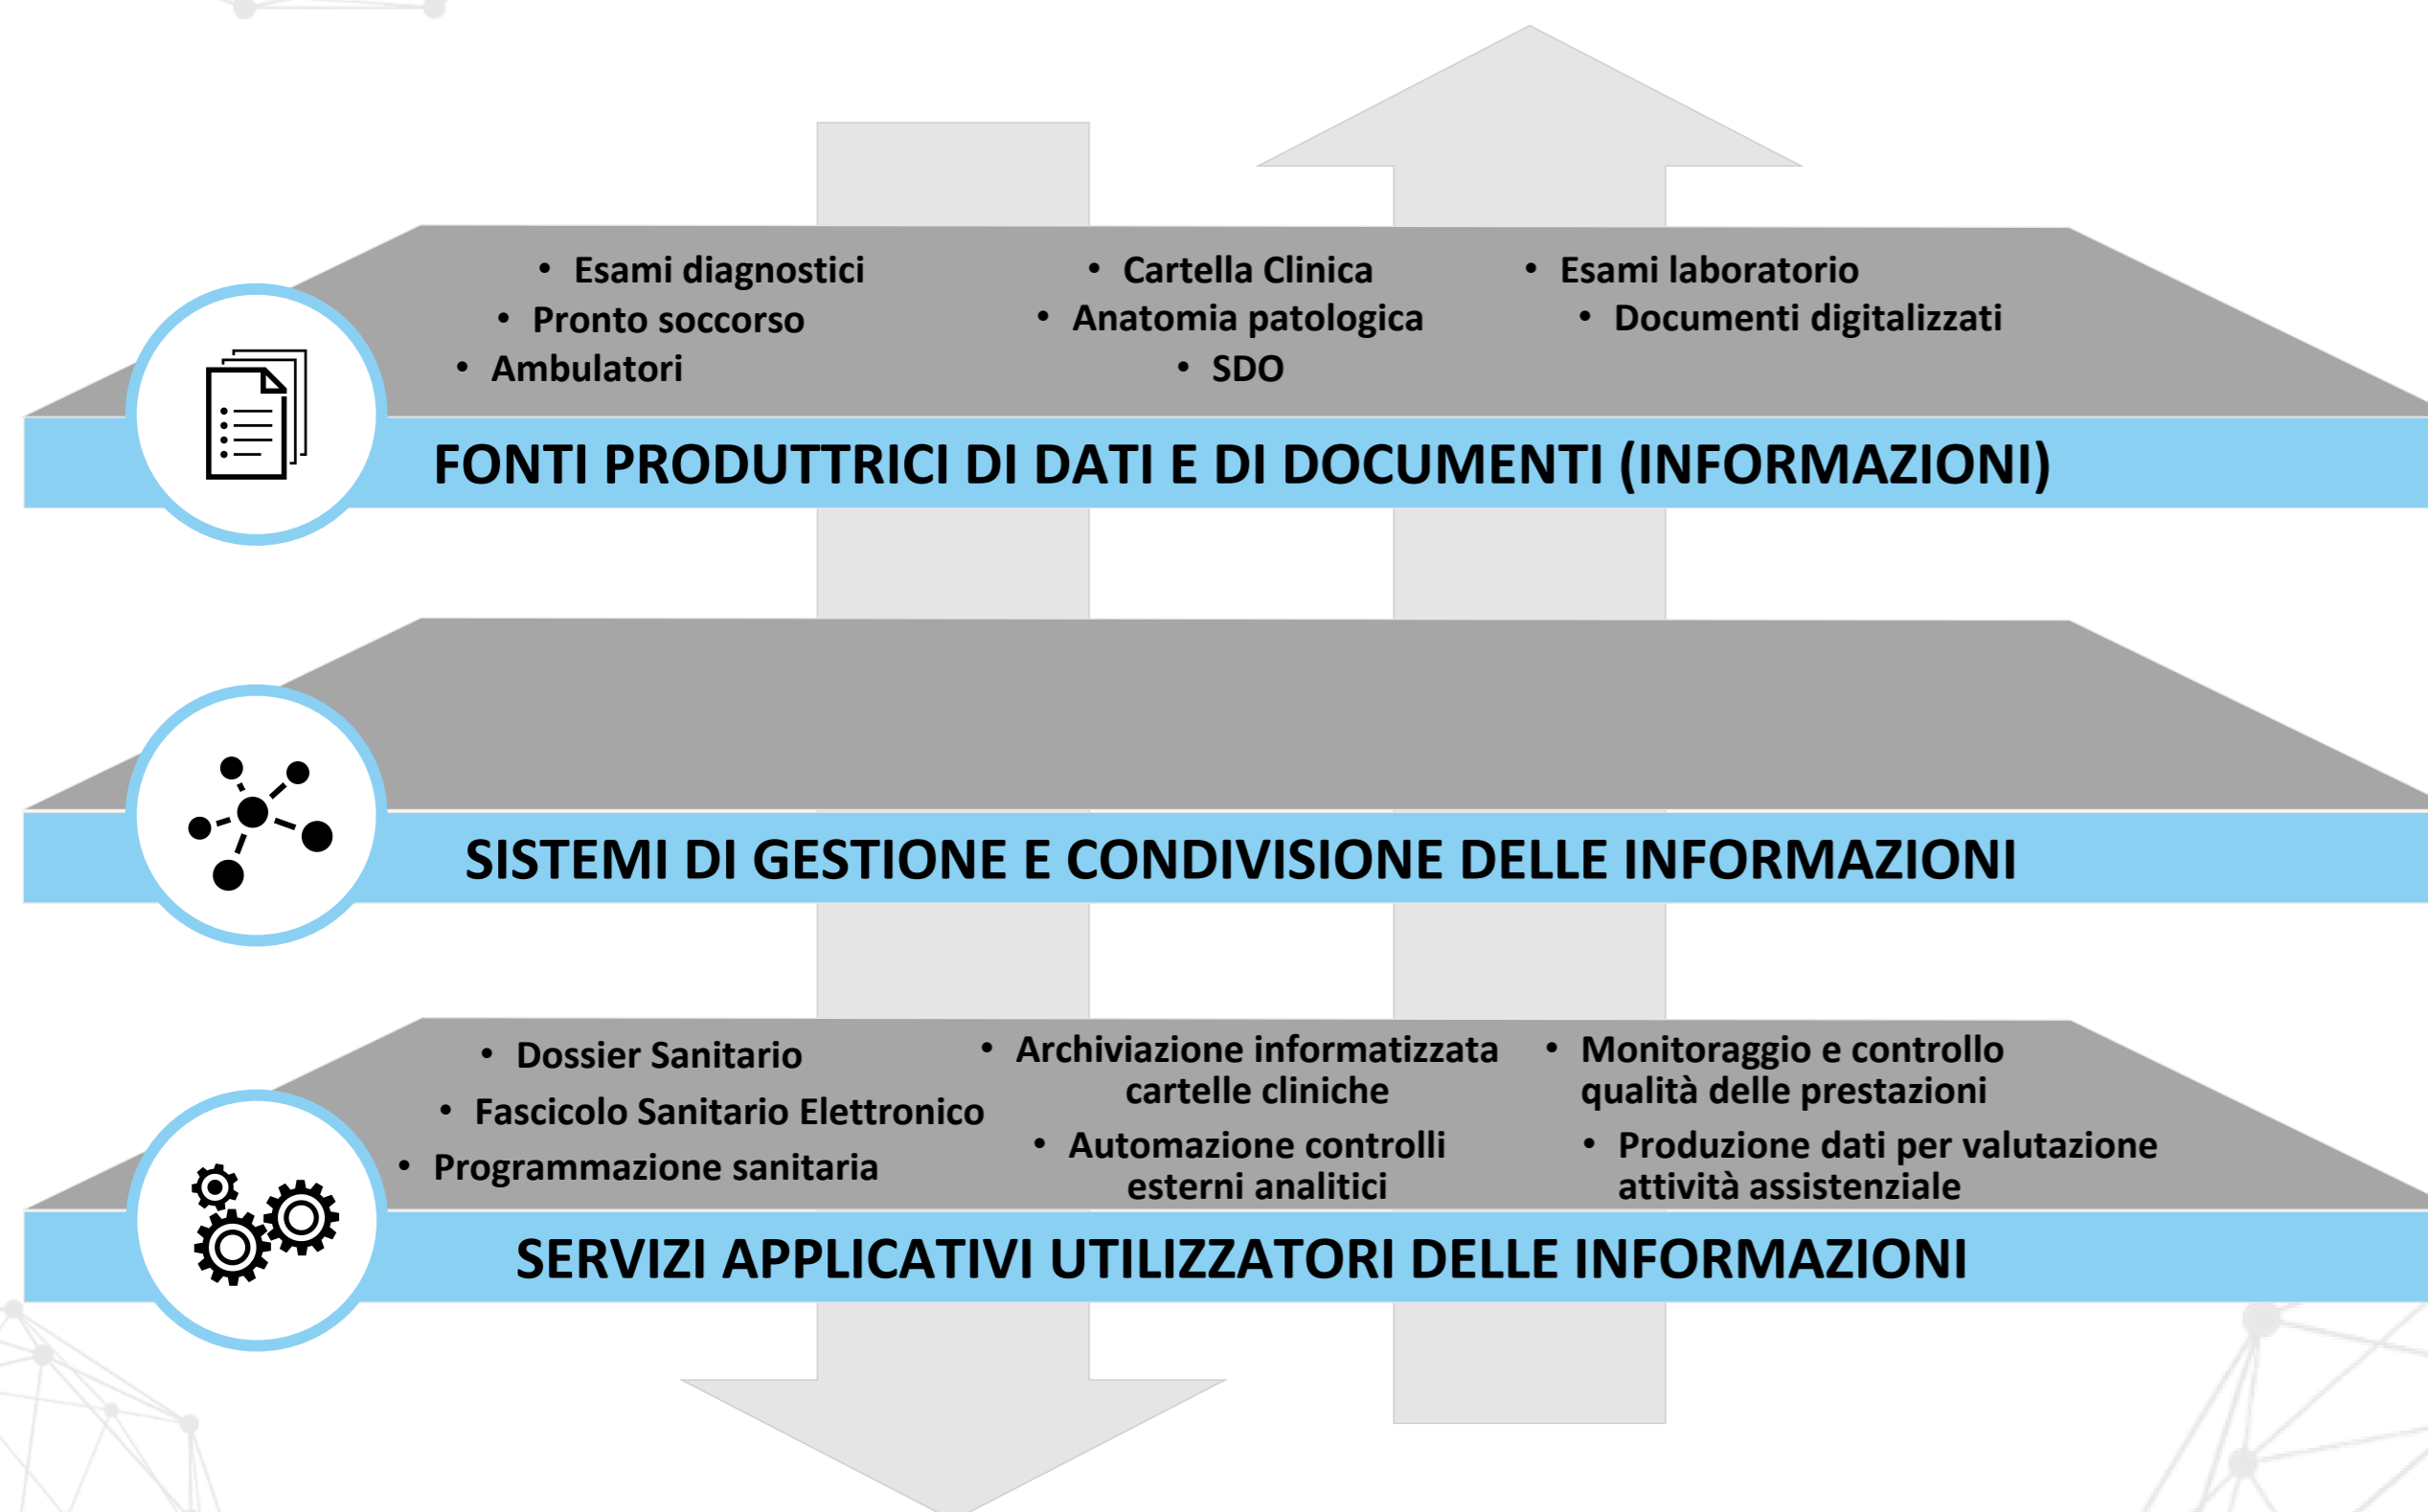 • Esami diagnostici
• Pronto soccorso
• Ambulatori
• Cartella Clinica
• Anatomia patologica
• SDO
• Esami laboratorio
• Documenti digitalizzati
FONTI PRODUTTRICI DI DATI E DI DOCUMENTI (INFORMAZIONI)
SISTEMI DI GESTIONE E CONDIVISIONE DELLE INFORMAZIONI
• Dossier Sanitario
• Fascicolo Sanitario Elettronico
• Programmazione sanitaria
• Archiviazione informatizzata
cartelle cliniche
• Automazione controlli
esterni analitici
• Monitoraggio e controllo
qualità delle prestazioni
• Produzione dati per valutazione
attività assistenziale
SERVIZI APPLICATIVI UTILIZZATORI DELLE INFORMAZIONI